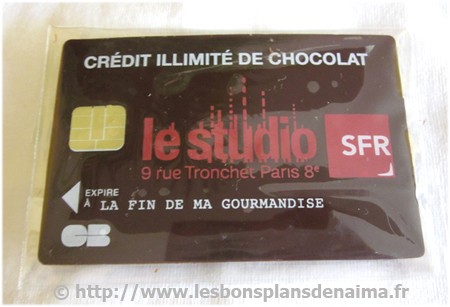 CRÉDIT ILLIMITÉ DE CHOCOLAT
le studio
SFR
9 rue Tronchet Paris 8e
EXPIRE
À LA FIN DE MA GOURMANDISE
CB
© http://www.lesbonsplansdenaima.fr